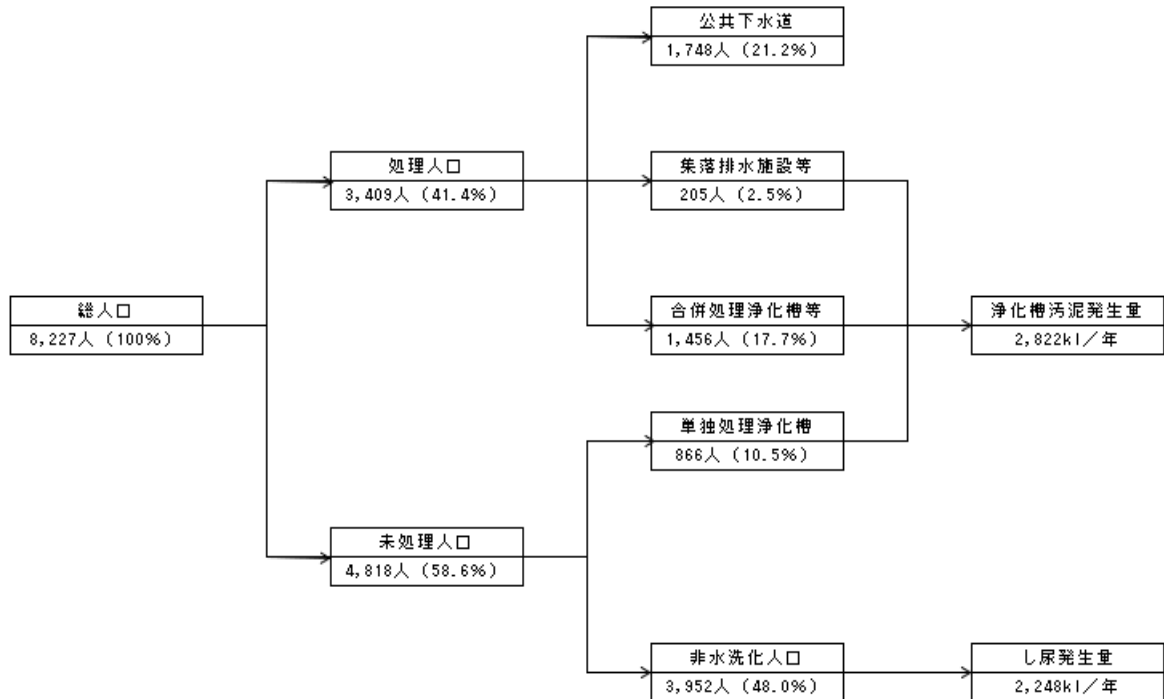 公共下水道
1,748人（21.2%）
処理人口
3,409人（41.4%）
集落排水施設等
205人（2.5%）
総人口
8,227人（100%）
合併処理浄化槽等
1,456人（17.7%）
浄化槽汚泥発生量
2,822kl／年
単独処理浄化槽
866人（10.5%）
未処理人口
4,818人（58.6%）
非水洗化人口
3,952人（48.0%）
し尿発生量
2,248kl／年